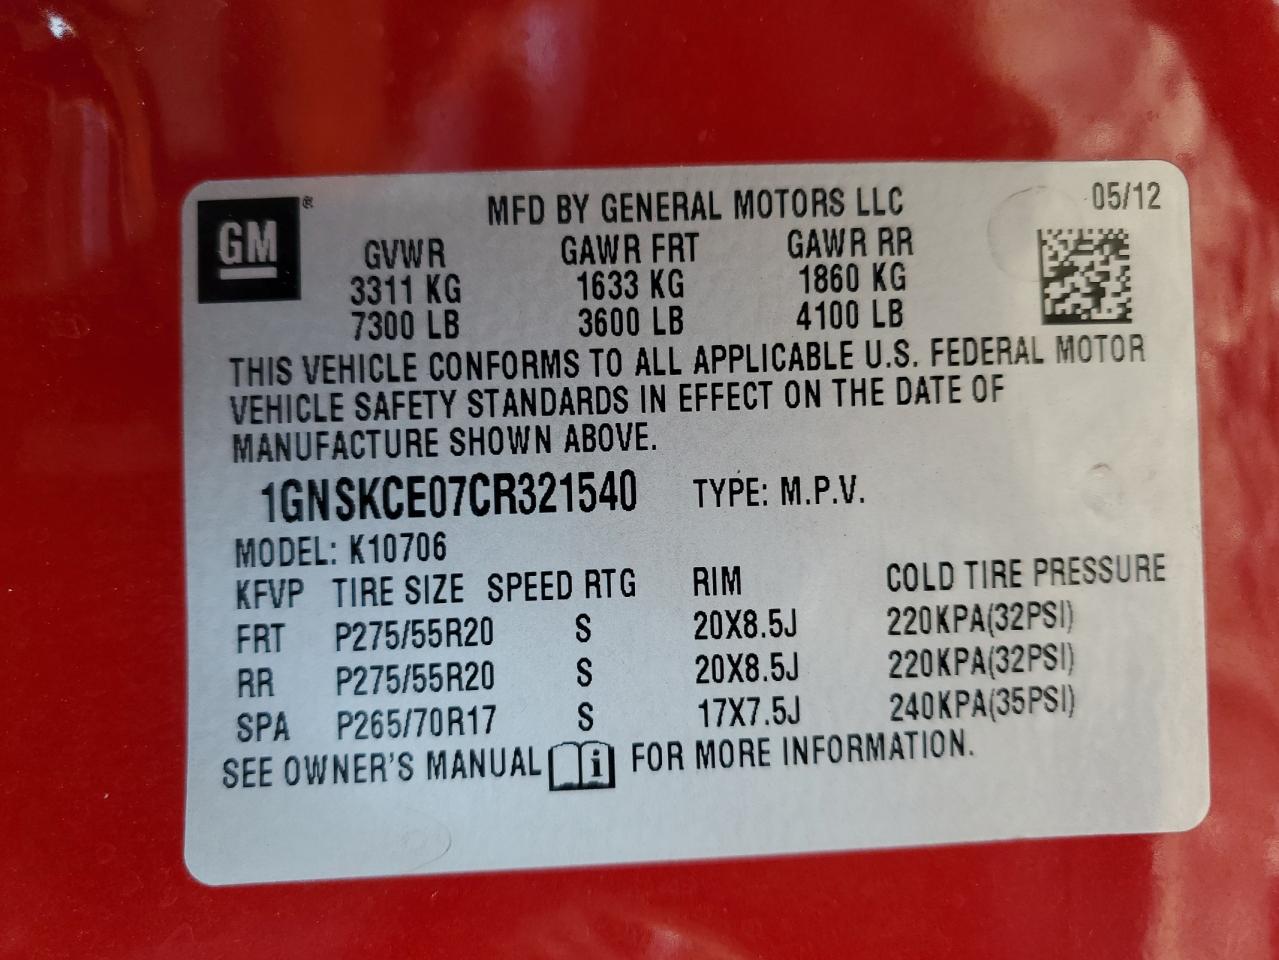 GM ® MFD BY GENERAL MOTORS LLC 05/12
GVWR GAWR FRT GAWR RR
3311 KG 1633 KG 1860 KG
7300 LB 3600 LB 4100 LB
THIS VEHICLE CONFORMS TO ALL APPLICABLE U.S. FEDERAL MOTOR
VEHICLE SAFETY STANDARDS IN EFFECT ON THE DATE OF
MANUFACTURE SHOWN ABOVE.
1GNSKCE07CR321540 TYPE: M.P.V.
MODEL: K10706
KFVP TIRE SIZE SPEED RTG RIM COLD TIRE PRESSURE
FRT P275/55R20 S 20X8.5J 220KPA(32PSI)
RR P275/55R20 S 20X8.5J 220KPA(32PSI)
SPA P265/70R17 S 17X7.5J 240KPA(35PSI)
SEE OWNER'S MANUAL i FOR MORE INFORMATION.